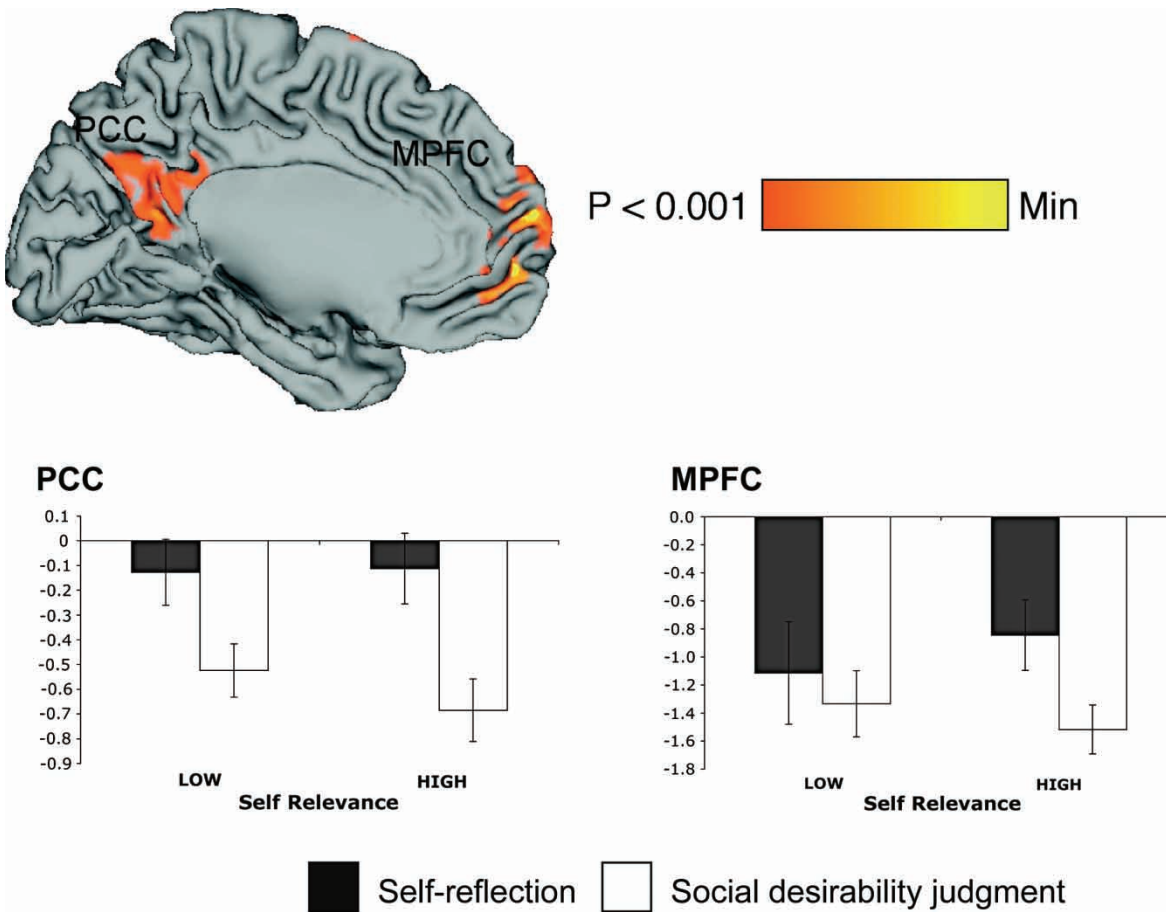 PCC
MPFC
P < 0.001 Min
PCC
0.1
0
-0.1
-0.2
-0.3
-0.4
-0.5
-0.6
-0.7
-0.8
-0.9
LOW HIGH
Self Relevance
MPFC
0.0
-0.2
-0.4
-0.6
-0.8
-1.0
-1.2
-1.4
-1.6
-1.8
LOW HIGH
Self Relevance
Self-reflection Social desirability judgment